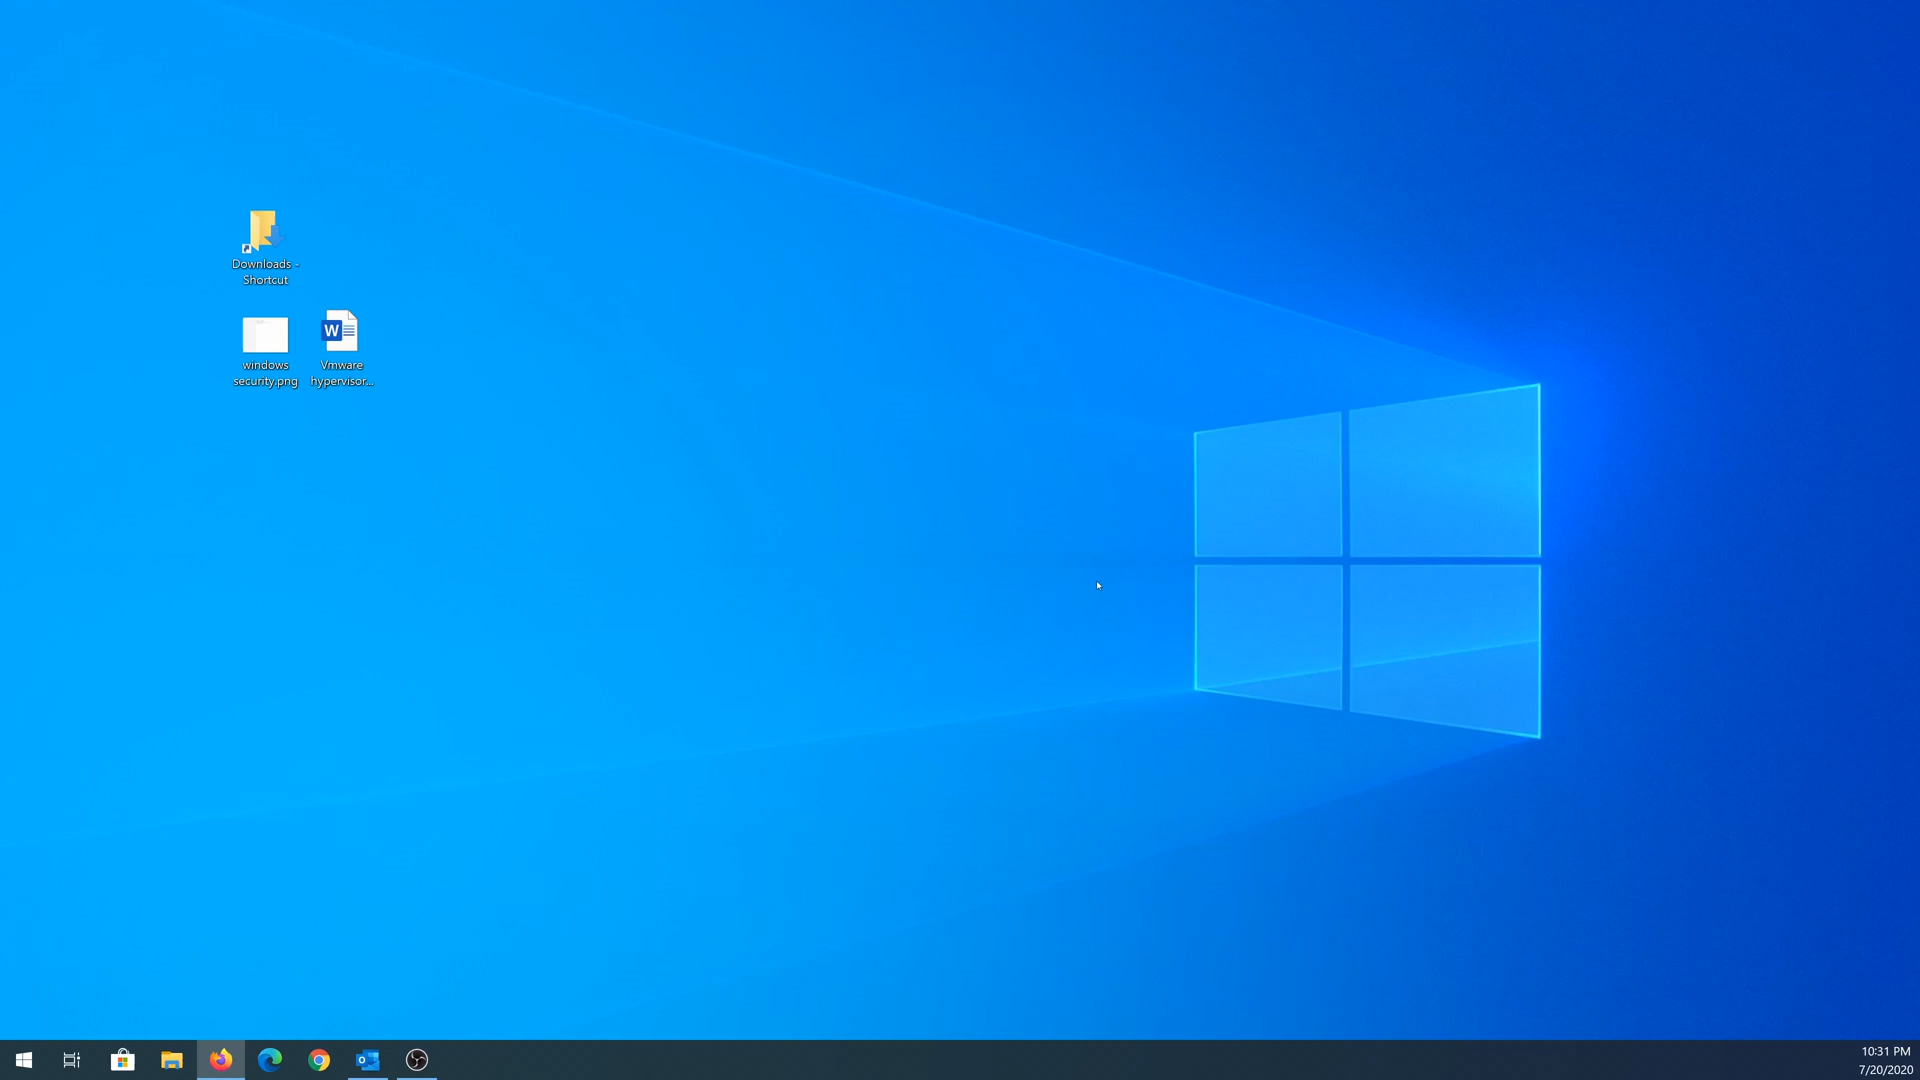 Downloads -
Shortcut
windows
security.png
Vmware
hypervisor...
10:31 PM
7/20/2020